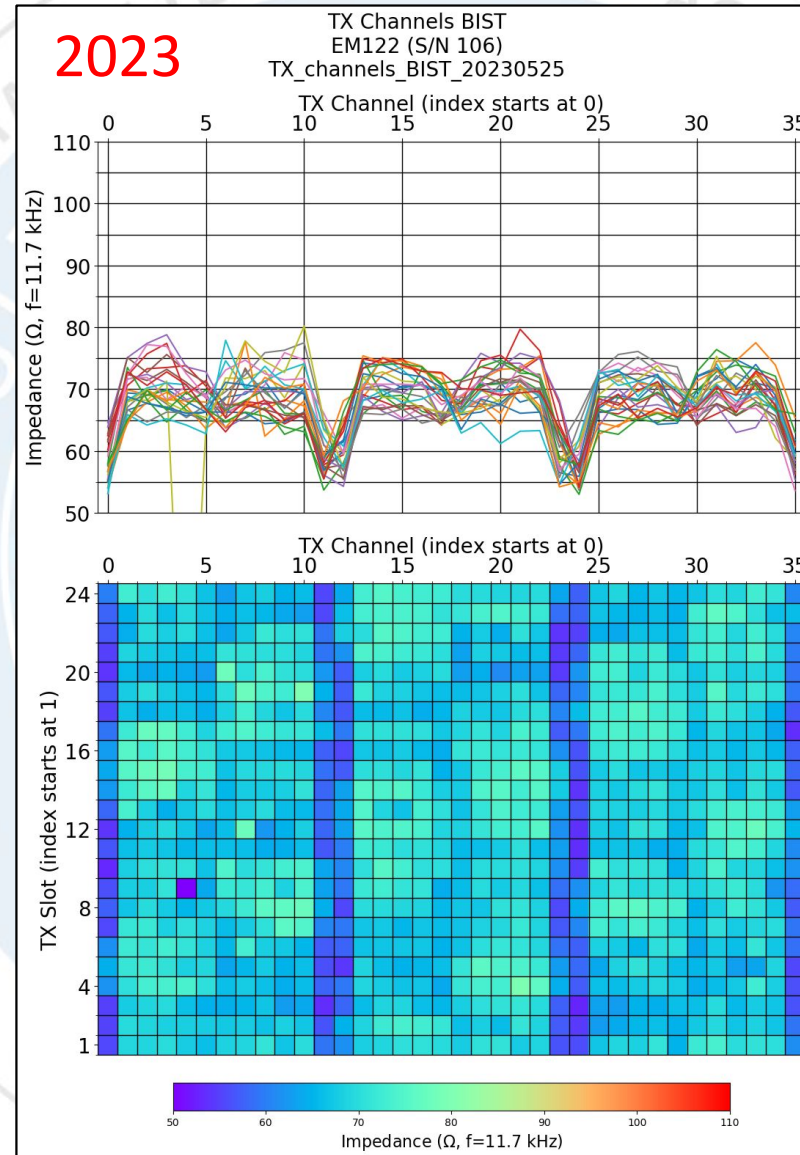 2023
TX Channels BIST
EM122 (S/N 106)
TX_channels_BIST_20230525
TX Channel (index starts at 0)
0 5 10 15 20 25 30 35
110
100
90
80
70
60
50
Impedance (Ω, f=11.7 kHz)
TX Channel (index starts at 0)
0 5 10 15 20 25 30 35
24
20
16
12
8
4
1
TX Slot (index starts at 1)
50 60 70 80 90 100 110
Impedance (Ω, f=11.7 kHz)